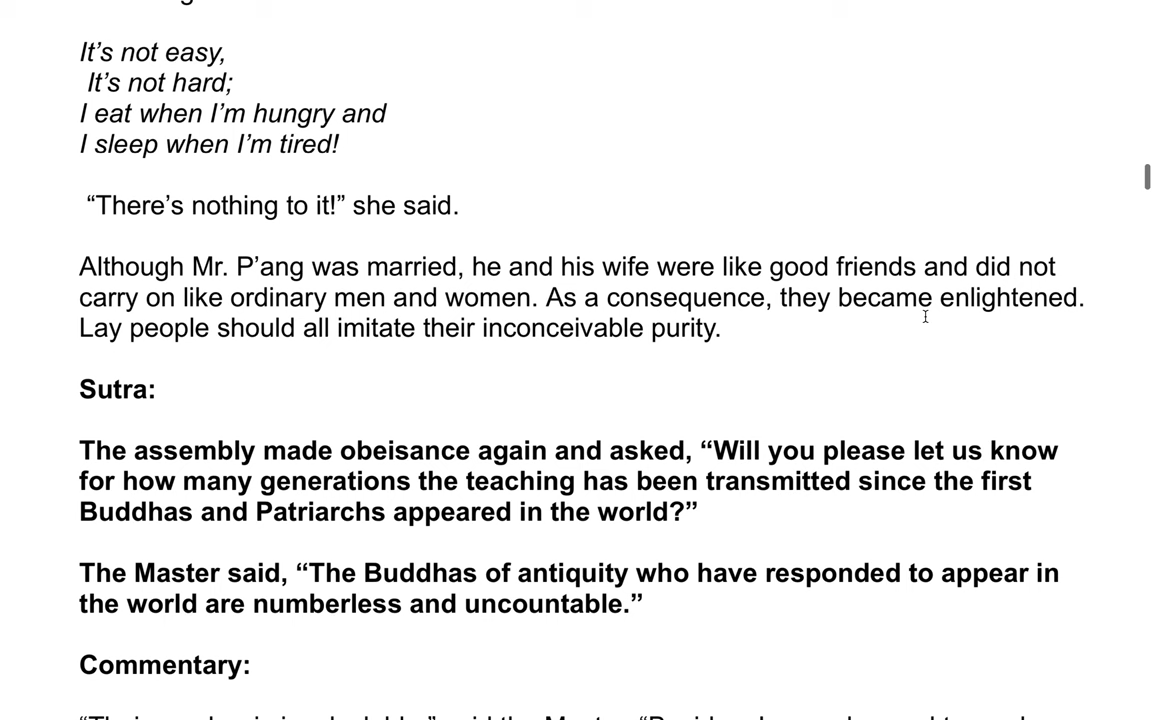 It’s not easy,
It’s not hard;
I eat when I’m hungry and
I sleep when I’m tired!
“There’s nothing to it!” she said.
Although Mr. P’ang was married, he and his wife were like good friends and did not
carry on like ordinary men and women. As a consequence, they became enlightened.
Lay people should all imitate their inconceivable purity.
Sutra:
The assembly made obeisance again and asked, “Will you please let us know
for how many generations the teaching has been transmitted since the first
Buddhas and Patriarchs appeared in the world?”
The Master said, “The Buddhas of antiquity who have responded to appear in
the world are numberless and uncountable.”
Commentary: